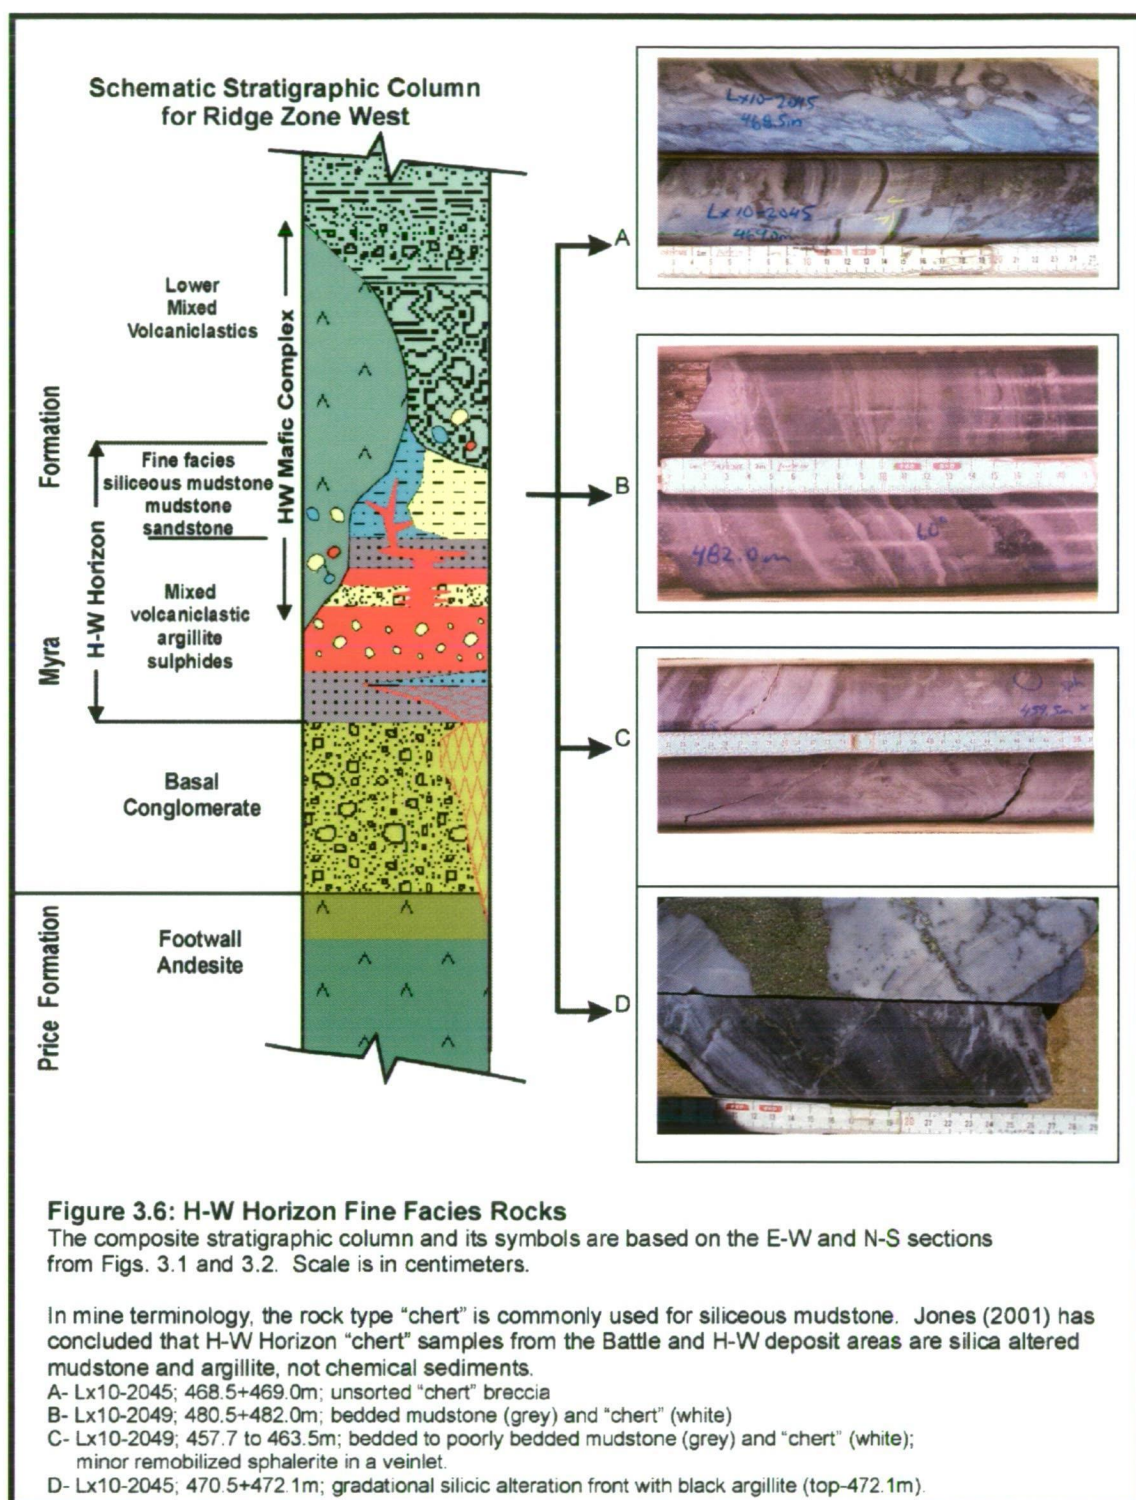 Schematic Stratigraphic Column
for Ridge Zone West
Lower
Mixed
Volcaniclastics
HW Mafic Complex
Formation
Fine facies
siliceous mudstone
mudstone
sandstone
H-W Horizon
Mixed
volcaniclastic
argillite
sulphides
Myra
Basal
Conglomerate
Price Formation
Footwall
Andesite
A
Lx10-2045
468.5m
Lx10-2045
469.0m
B
482.0m
C
D
Figure 3.6: H-W Horizon Fine Facies Rocks
The composite stratigraphic column and its symbols are based on the E-W and N-S sections
from Figs. 3.1 and 3.2. Scale is in centimeters.
In mine terminology, the rock type “chert” is commonly used for siliceous mudstone. Jones (2001) has
concluded that H-W Horizon “chert” samples from the Battle and H-W deposit areas are silica altered
mudstone and argillite, not chemical sediments.
A- Lx10-2045; 468.5+469.0m; unsorted “chert” breccia
B- Lx10-2049; 480.5+482.0m; bedded mudstone (grey) and “chert” (white)
C- Lx10-2049; 457.7 to 463.5m; bedded to poorly bedded mudstone (grey) and “chert” (white);
minor remobilized sphalerite in a veinlet.
D- Lx10-2045; 470.5+472.1m; gradational silicic alteration front with black argillite (top-472.1m).